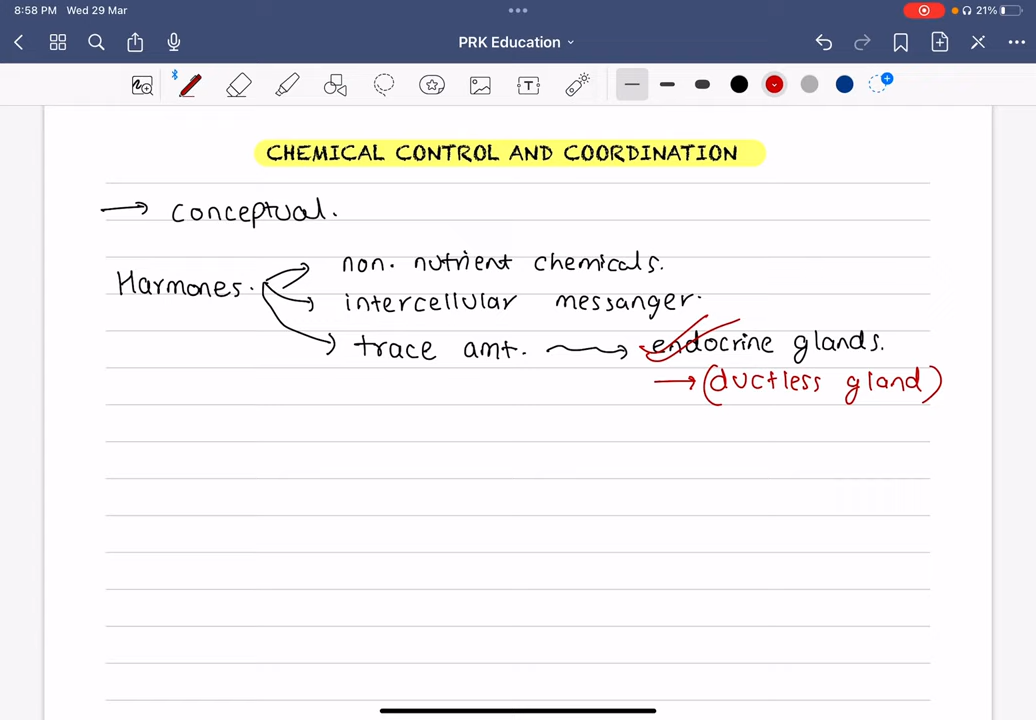 8:58 PM Wed 29 Mar
21%
PRK Education
T
CHEMICAL CONTROL AND COORDINATION
→ conceptual.
non. nutrient chemicals.
Harmones.
intercellular messanger.
trace amt. → endocrine glands.
→ (ductless gland)